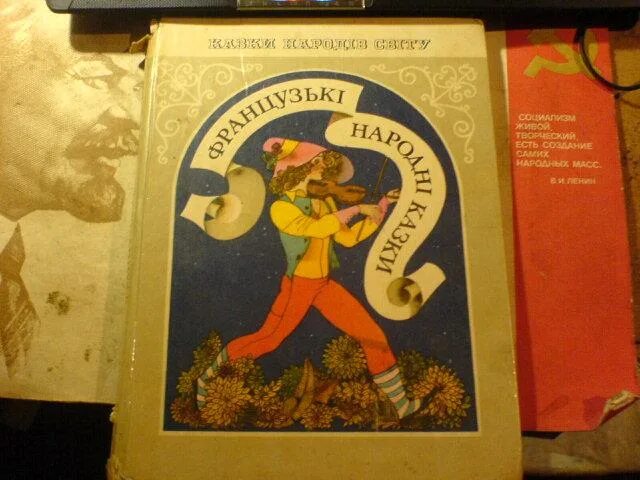 КАЗКИ НАРОДІВ СВІТУ
ФРАНЦУЗЬКІ
НАРОДНІ КАЗКИ
СОЦИАЛИЗМ
ЖИВОЙ,
ТВОРЧЕСКИЙ,
ЕСТЬ СОЗДАНИЕ
САМИХ
НАРОДНЫХ МАСС.
В.И.ЛЕНИН